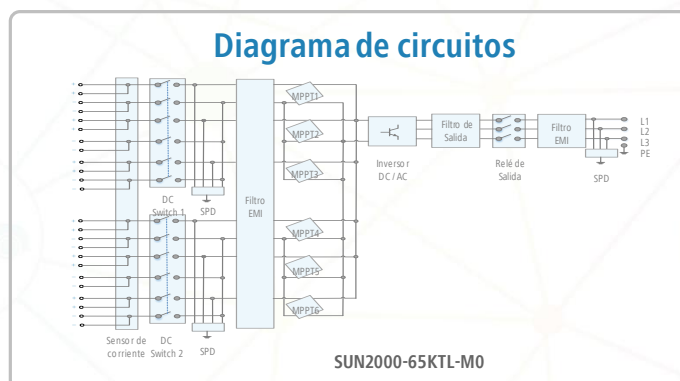 Diagrama de circuitos
MPPT1
MPPT2
MPPT3
MPPT4
MPPT5
MPPT6
DC
Switch 1
SPD
Filtro
EMI
Inversor
DC / AC
Filtro de
Salida
Relé de
Salida
Filtro
EMI
SPD
L1
L2
L3
PE
Sensor de
corriente
DC
Switch 2
SPD
SUN2000-65KTL-M0